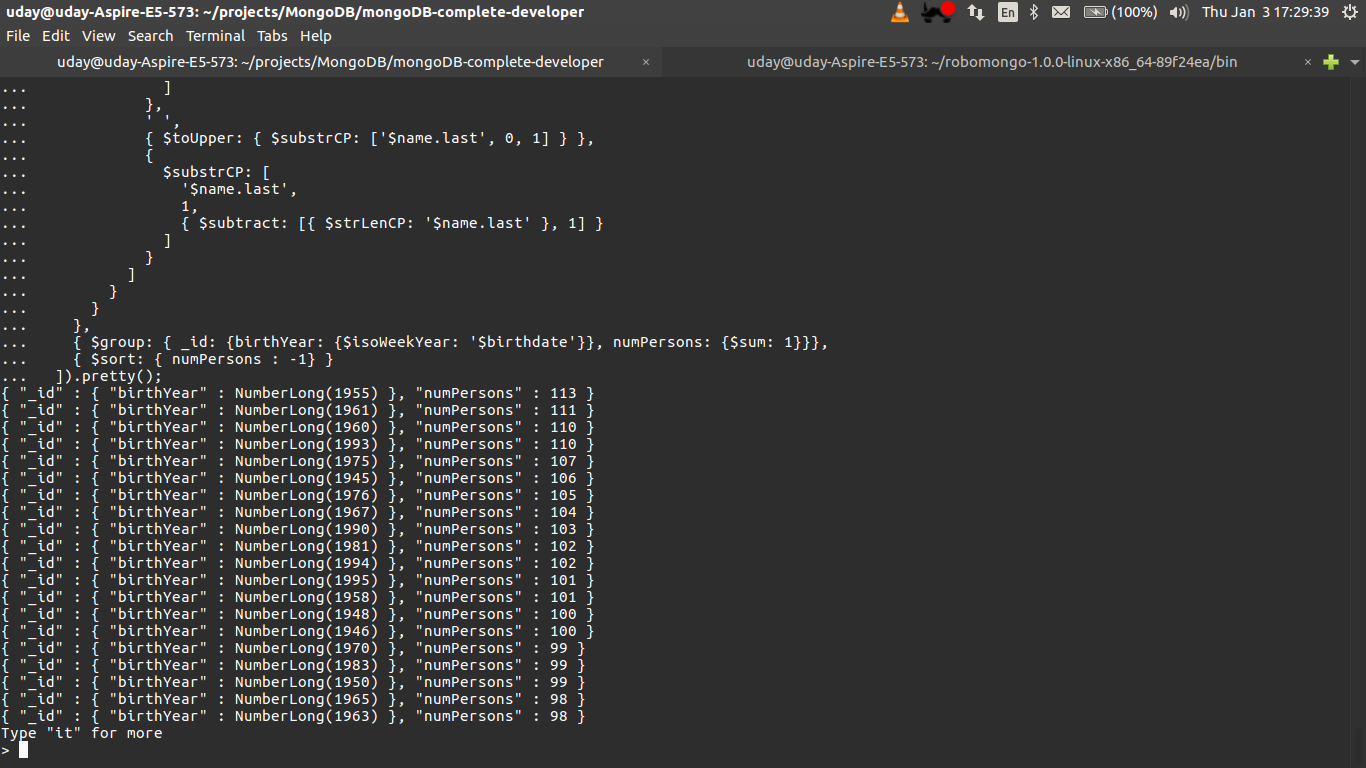 uday@uday-Aspire-E5-573: ~/projects/MongoDB/mongoDB-complete-developer En (100%) Thu Jan 3 17:29:39
File Edit View Search Terminal Tabs Help
uday@uday-Aspire-E5-573: ~/projects/MongoDB/mongoDB-complete-developer × uday@uday-Aspire-E5-573: ~/robomongo-1.0.0-linux-x86_64-89f24ea/bin ×
...               ]
...             },
...             ' ',
...             { $toUpper: { $substrCP: ['$name.last', 0, 1] } },
...             {
...               $substrCP: [
...                 '$name.last',
...                 1,
...                 { $subtract: [{ $strLenCP: '$name.last' }, 1] }
...               ]
...             }
...           ]
...         }
...       }
...     },
...     { $group: { _id: {birthYear: {$isoWeekYear: '$birthdate'}}, numPersons: {$sum: 1}}},
...     { $sort: { numPersons : -1} }
...   ]).pretty();
{ "_id" : { "birthYear" : NumberLong(1955) }, "numPersons" : 113 }
{ "_id" : { "birthYear" : NumberLong(1961) }, "numPersons" : 111 }
{ "_id" : { "birthYear" : NumberLong(1960) }, "numPersons" : 110 }
{ "_id" : { "birthYear" : NumberLong(1993) }, "numPersons" : 110 }
{ "_id" : { "birthYear" : NumberLong(1975) }, "numPersons" : 107 }
{ "_id" : { "birthYear" : NumberLong(1945) }, "numPersons" : 106 }
{ "_id" : { "birthYear" : NumberLong(1976) }, "numPersons" : 105 }
{ "_id" : { "birthYear" : NumberLong(1967) }, "numPersons" : 104 }
{ "_id" : { "birthYear" : NumberLong(1990) }, "numPersons" : 103 }
{ "_id" : { "birthYear" : NumberLong(1981) }, "numPersons" : 102 }
{ "_id" : { "birthYear" : NumberLong(1994) }, "numPersons" : 102 }
{ "_id" : { "birthYear" : NumberLong(1995) }, "numPersons" : 101 }
{ "_id" : { "birthYear" : NumberLong(1958) }, "numPersons" : 101 }
{ "_id" : { "birthYear" : NumberLong(1948) }, "numPersons" : 100 }
{ "_id" : { "birthYear" : NumberLong(1946) }, "numPersons" : 100 }
{ "_id" : { "birthYear" : NumberLong(1970) }, "numPersons" : 99 }
{ "_id" : { "birthYear" : NumberLong(1983) }, "numPersons" : 99 }
{ "_id" : { "birthYear" : NumberLong(1950) }, "numPersons" : 99 }
{ "_id" : { "birthYear" : NumberLong(1965) }, "numPersons" : 98 }
{ "_id" : { "birthYear" : NumberLong(1963) }, "numPersons" : 98 }
Type "it" for more
>